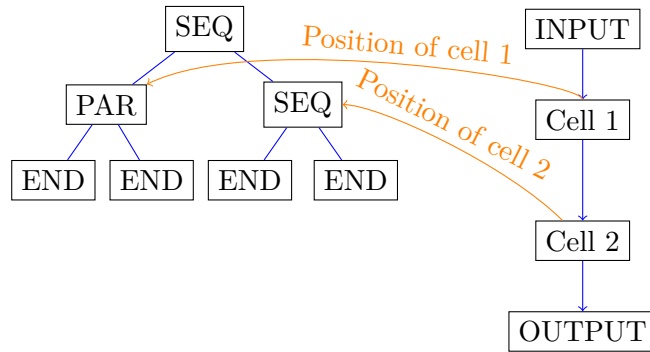 SEQ
INPUT
Position of cell 1
PAR
SEQ
Position of cell 2
Cell 1
END
END
END
END
Cell 2
OUTPUT